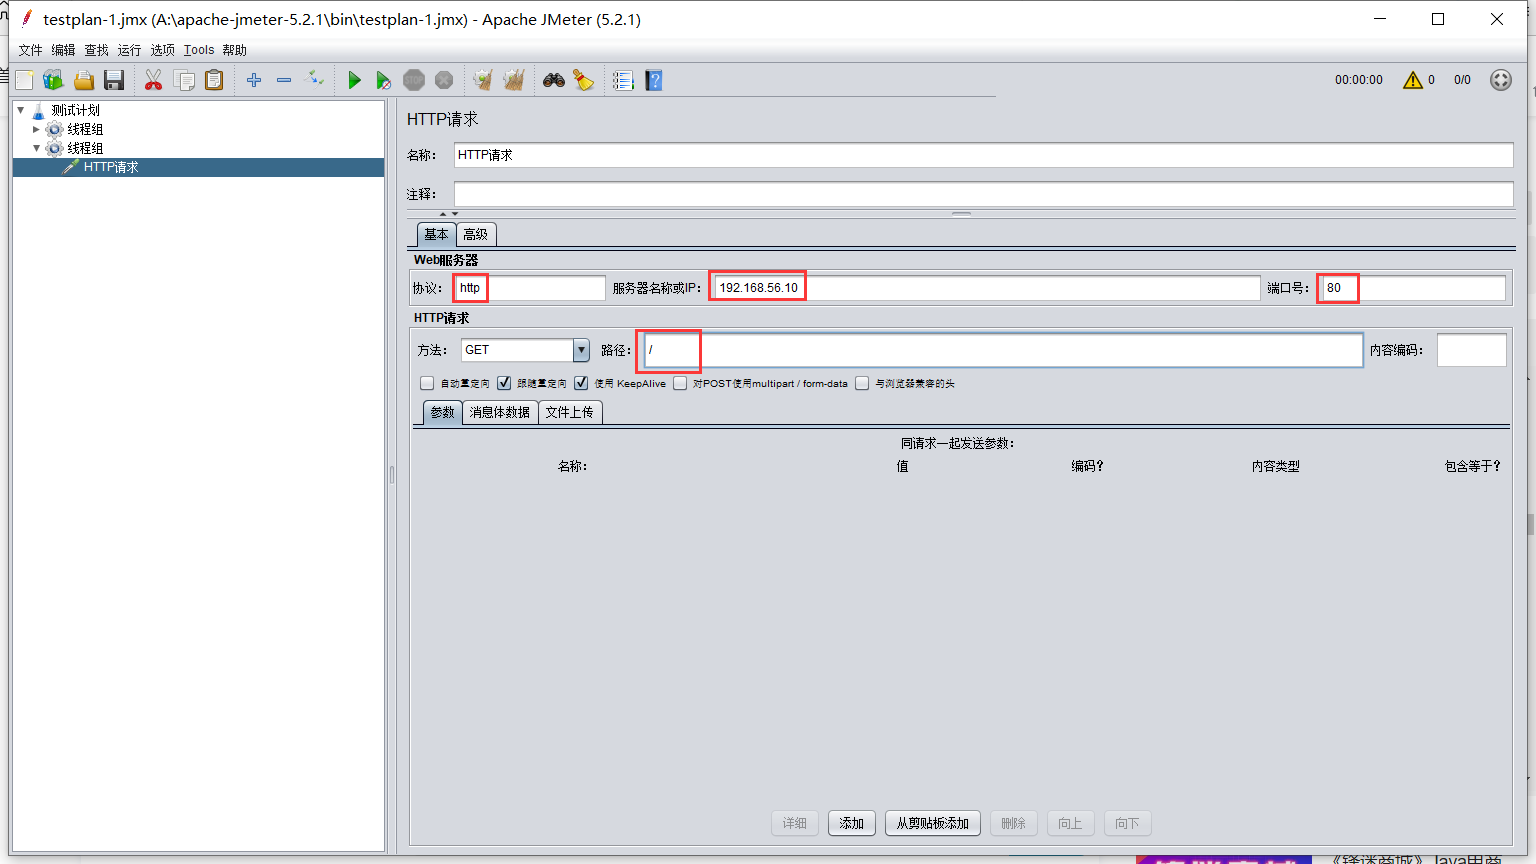 testplan-1.jmx (A:\apache-jmeter-5.2.1\bin\testplan-1.jmx) - Apache JMeter (5.2.1)
文件 编辑 查找 运行 选项 Tools 帮助
STOP
00:00:00 0 0/0
测试计划
线程组
线程组
HTTP请求
HTTP请求
名称： HTTP请求
注释：
基本 高级
Web服务器
协议： http 服务器名称或IP： 192.168.56.10 端口号： 80
HTTP请求
方法： GET 路径： / 内容编码：
自动重定向 跟随重定向 使用 KeepAlive 对POST使用multipart / form-data 与浏览器兼容的头
参数 消息体数据 文件上传
同请求一起发送参数：
名称： 值 编码？ 内容类型 包含等于？
详细 添加 从剪贴板添加 删除 向上 向下